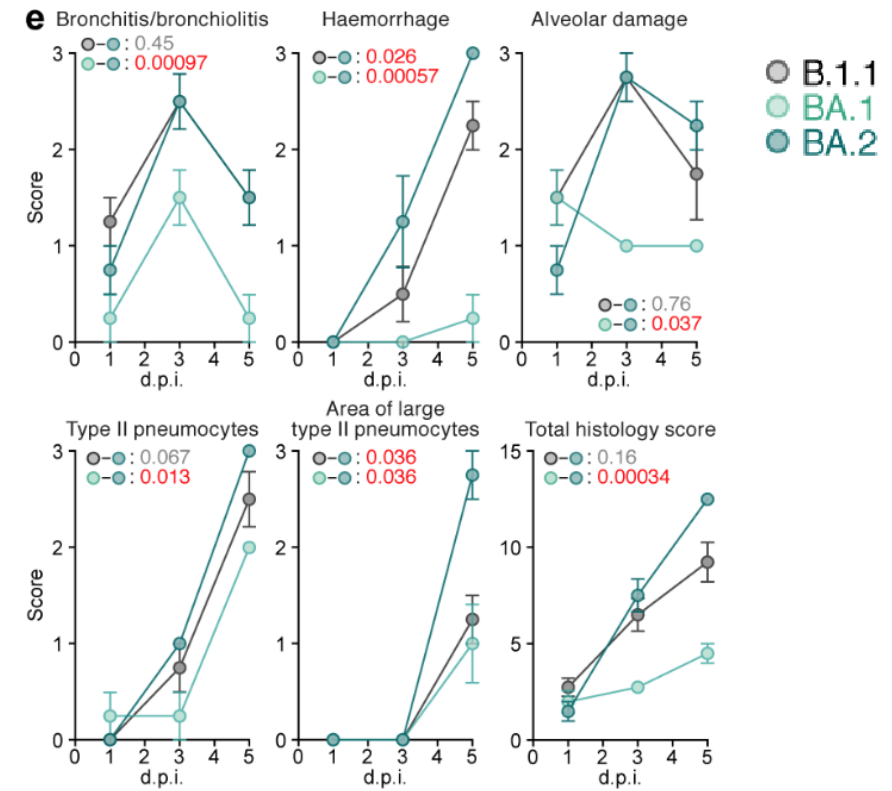 e
Bronchitis/bronchiolitis
Haemorrhage
Alveolar damage
3
2
1
0
Score
: 0.45
: 0.00097
0 1 2 3 4 5
d.p.i.
3
2
1
0
: 0.026
: 0.00057
0 1 2 3 4 5
d.p.i.
3
2
1
0
: 0.76
: 0.037
0 1 2 3 4 5
d.p.i.
B.1.1
BA.1
BA.2
Type II pneumocytes
Area of large
type II pneumocytes
Total histology score
3
2
1
0
Score
: 0.067
: 0.013
0 1 2 3 4 5
d.p.i.
3
2
1
0
: 0.036
: 0.036
0 1 2 3 4 5
d.p.i.
15
10
5
0
: 0.16
: 0.00034
0 1 2 3 4 5
d.p.i.